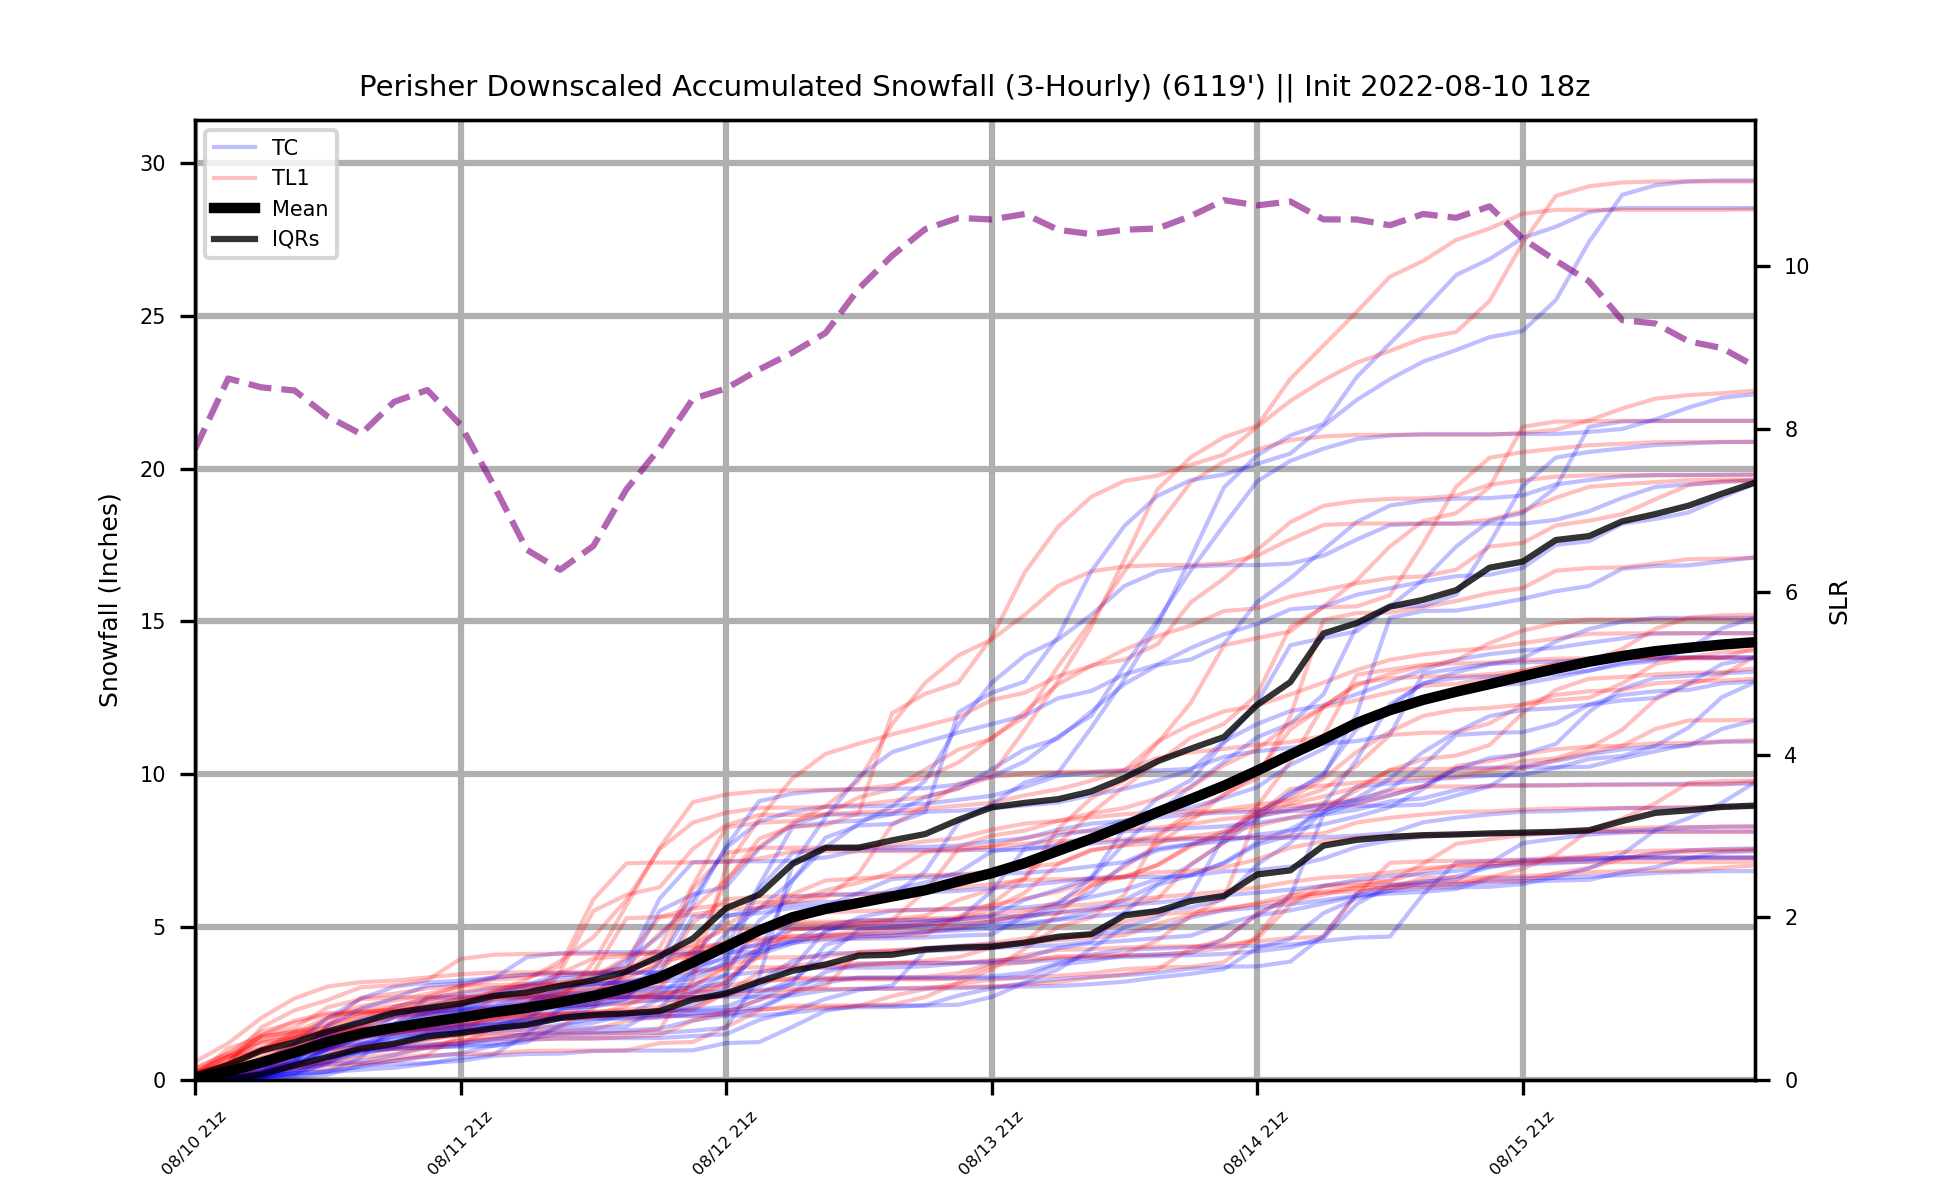 Perisher Downscaled Accumulated Snowfall (3-Hourly) (6119') || Init 2022-08-10 18z
TC
TL1
Mean
IQRs
Snowfall (Inches)
30
25
20
15
10
5
0
10
8
6
4
2
0
SLR
08/10 21z
08/11 21z
08/12 21z
08/13 21z
08/14 21z
08/15 21z